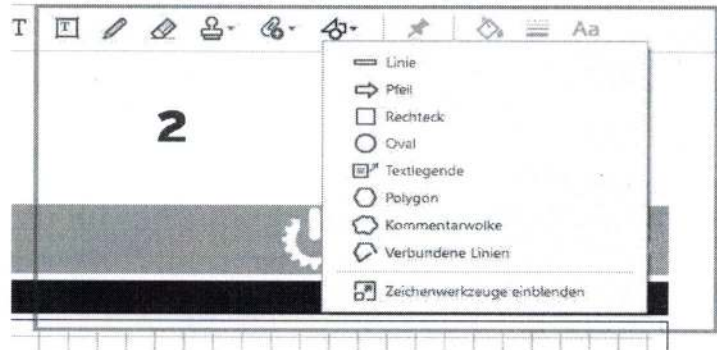 T T Aa
Linie
Pfeil
2
Rechteck
Oval
Textlegende
Polygon
Kommentarwolke
Verbundene Linien
Zeichenwerkzeuge einblenden